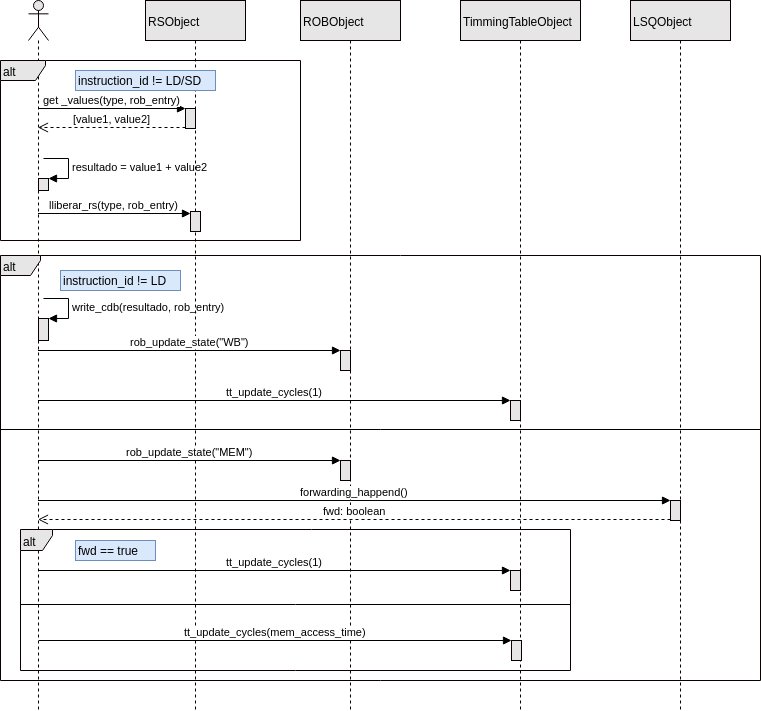 RSObject
ROBObject
TimmingTableObject
LSQObject
alt
instruction_id != LD/SD
get _values(type, rob_entry)
[value1, value2]
resultado = value1 + value2
lliberar_rs(type, rob_entry)
alt
instruction_id != LD
write_cdb(resultado, rob_entry)
rob_update_state("WB")
tt_update_cycles(1)
rob_update_state("MEM")
forwarding_happend()
fwd: boolean
alt
fwd == true
tt_update_cycles(1)
tt_update_cycles(mem_access_time)